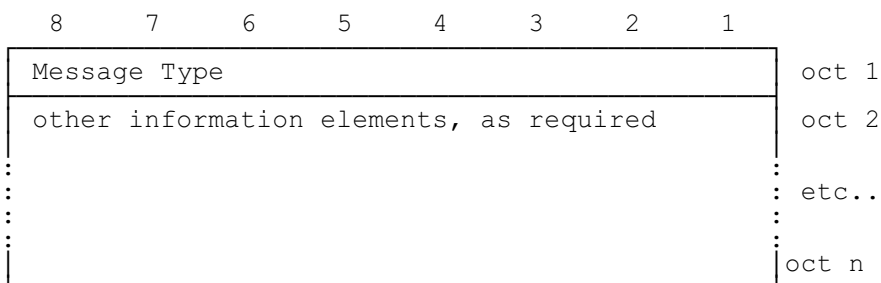 8 7 6 5 4 3 2 1
Message Type oct 1
other information elements, as required oct 2
etc..
oct n